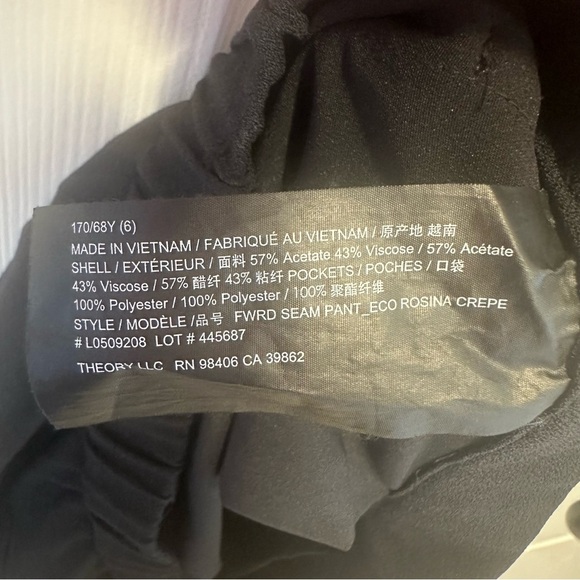 170/68Y (6)
MADE IN VIETNAM / FABRIQUÉ AU VIETNAM / 原产地 越南
SHELL / EXTÉRIEUR / 面料 57% Acetate 43% Viscose / 57% Acétate
43% Viscose / 57% 醋纤 43% 粘纤 POCKETS / POCHES / 口袋
100% Polyester / 100% Polyester / 100% 聚酯纤维
STYLE / MODÈLE /品号 FWRD SEAM PANT_ECO ROSINA CREPE
# L0509208 LOT # 445687
THEORY LLC RN 98406 CA 39862